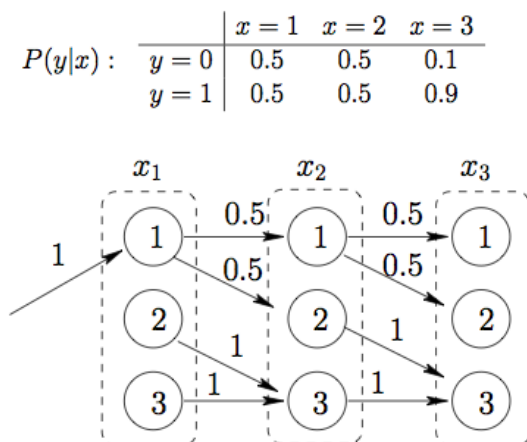 x = 1 x = 2 x = 3
P(y|x) : y = 0 0.5 0.5 0.1
y = 1 0.5 0.5 0.9
x₁ x₂ x₃
1 1 0.5 1 0.5 1
0.5 0.5
2 2 2
1 1
3 1 3 1 3